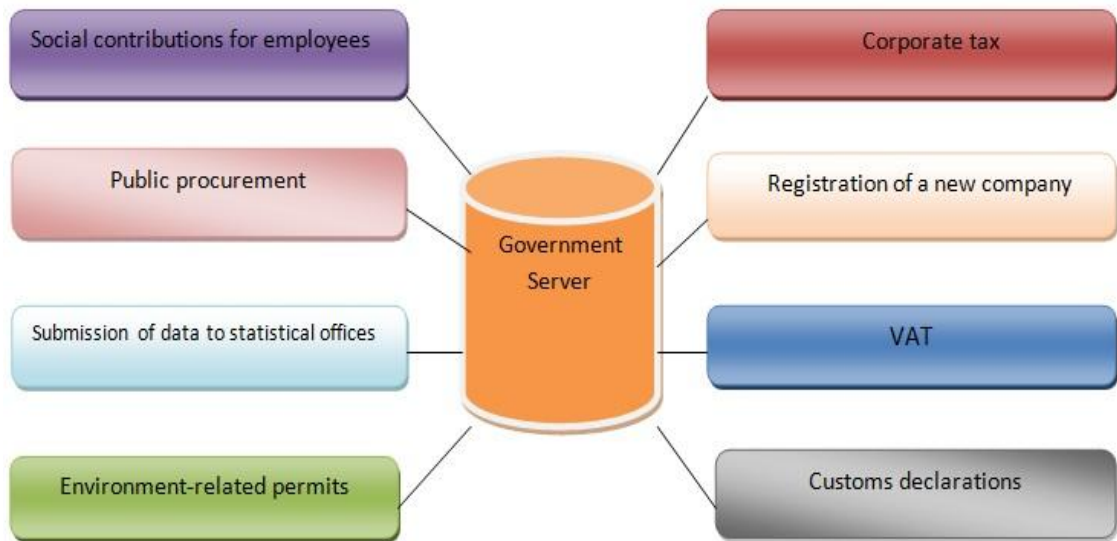 Social contributions for employees
Corporate tax
Public procurement
Registration of a new company
Government
Server
Submission of data to statistical offices
VAT
Environment-related permits
Customs declarations